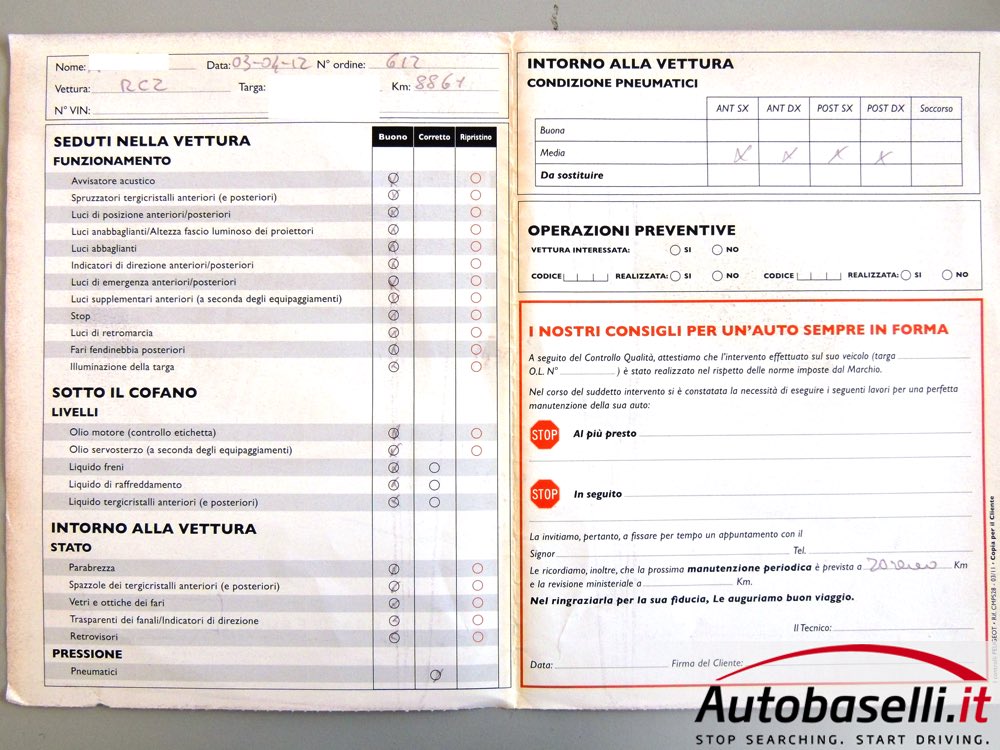 Nome: Data: 03-04-12 N° ordine: 612
Vettura: RCZ Targa: Km: 8867
N° VIN:
SEDUTI NELLA VETTURA Buono Corretto Ripristino
FUNZIONAMENTO
Avvisatore acustico
Spruzzatori tergicristalli anteriori (e posteriori)
Luci di posizione anteriori/posteriori
Luci anabbaglianti/Altezza fascio luminoso dei proiettori
Luci abbaglianti
Indicatori di direzione anteriori/posteriori
Luci di emergenza anteriori/posteriori
Luci supplementari anteriori (a seconda degli equipaggiamenti)
Stop
Luci di retromarcia
Fari fendinebbia posteriori
Illuminazione della targa
SOTTO IL COFANO
LIVELLI
Olio motore (controllo etichetta)
Olio servosterzo (a seconda degli equipaggiamenti)
Liquido freni
Liquido di raffreddamento
Liquido tergicristalli anteriori (e posteriori)
INTORNO ALLA VETTURA
STATO
Parabrezza
Spazzole dei tergicristalli anteriori (e posteriori)
Vetri e ottiche dei fari
Trasparenti dei fanali/Indicatori di direzione
Retrovisori
PRESSIONE
Pneumatici
INTORNO ALLA VETTURA
CONDIZIONE PNEUMATICI
ANT SX ANT DX POST SX POST DX Soccorso
Buona
Media X X X X
Da sostituire
OPERAZIONI PREVENTIVE
VETTURA INTERESSATA: SI NO
CODICE REALIZZATA: SI NO CODICE REALIZZATA: SI NO
I NOSTRI CONSIGLI PER UN'AUTO SEMPRE IN FORMA
A seguito del Controllo Qualità, attestiamo che l'intervento effettuato sul suo veicolo (targa
O.L. N° ) è stato realizzato nel rispetto delle norme imposte dal Marchio.
Nel corso del suddetto intervento si è constatata la necessità di eseguire i seguenti lavori per una perfetta
manutenzione della sua auto:
STOP Al più presto
STOP In seguito
La invitiamo, pertanto, a fissare per tempo un appuntamento con il
Signor Tel.
Le ricordiamo, inoltre, che la prossima manutenzione periodica è prevista a Km
e la revisione ministeriale a Km.
Nel ringraziarla per la sua fiducia, Le auguriamo buon viaggio.
Il Tecnico:
Data: Firma del Cliente:
PEUGEOT - Rif. CMPS28 - 03/11 - Copia per il Cliente
Autobaselli.it
STOP SEARCHING. START DRIVING.